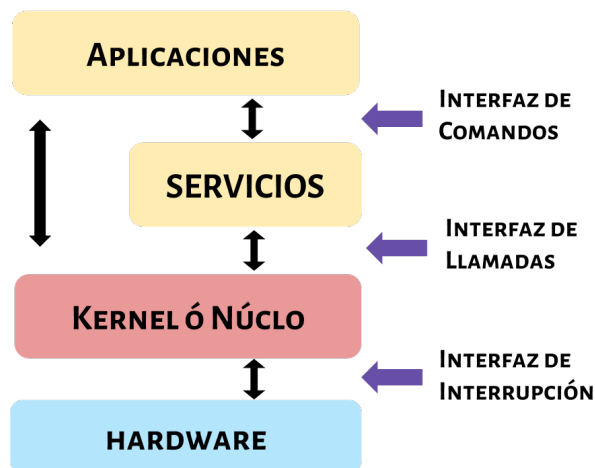 Aplicaciones
Interfaz de
Comandos
SERVICIOS
Interfaz de
Llamadas
Kernel ó Núclo
Interfaz de
Interrupción
HARDWARE